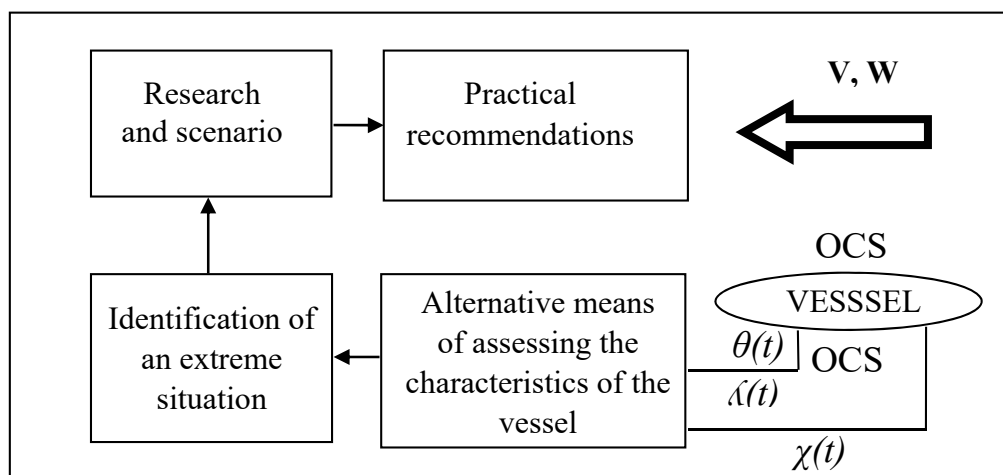 Research
and scenario
Practical
recommendations
V, W
Identification of
an extreme
situation
Alternative means
of assessing the
characteristics of the
vessel
OCS
VESSSEL
OCS
θ(t)
ʎ(t)
χ(t)